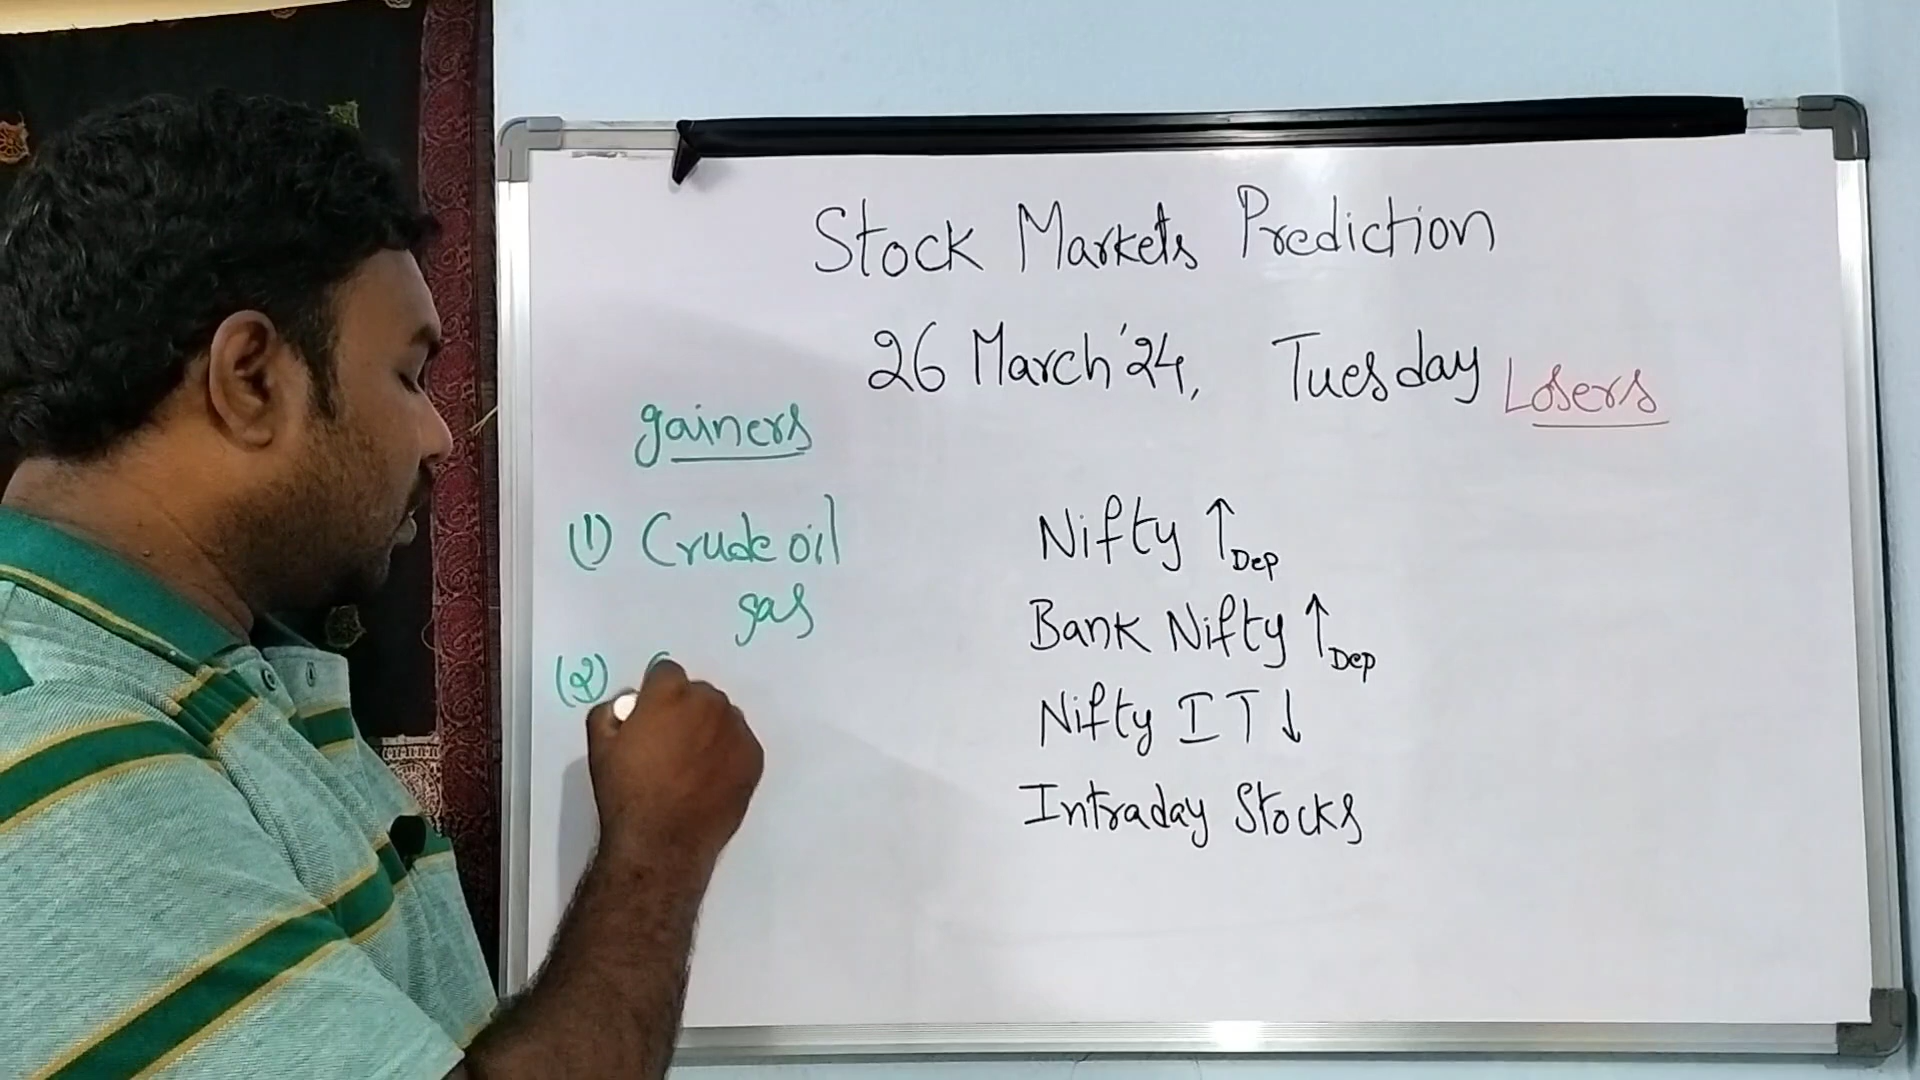 Stock Markets Prediction
26 March '24, Tuesday
gainers
Losers
(1) Crude oil
gas
(2)
Nifty ↑ Dep
Bank Nifty ↑ Dep
Nifty IT ↓
Intraday Stocks